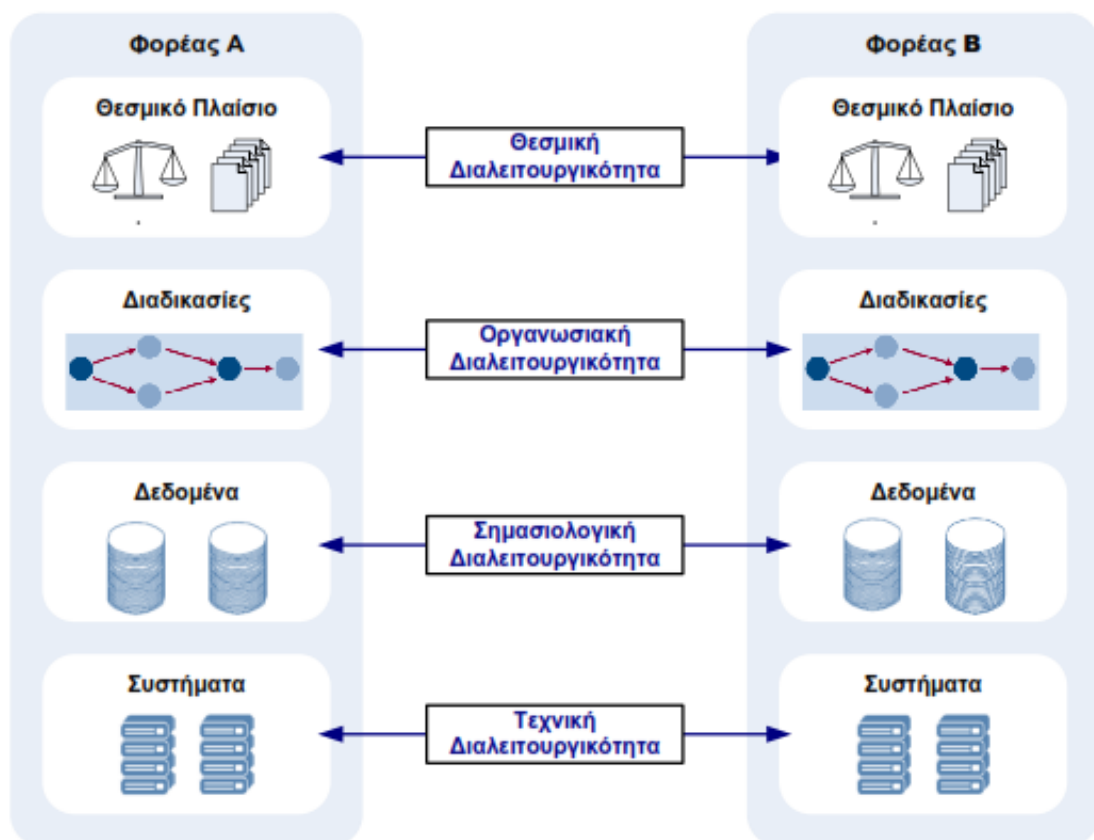 Φορέας Α
Φορέας Β
Θεσμικό Πλαίσιο
Θεσμική
Διαλειτουργικότητα
Θεσμικό Πλαίσιο
Διαδικασίες
Οργανωσιακή
Διαλειτουργικότητα
Διαδικασίες
Δεδομένα
Σημασιολογική
Διαλειτουργικότητα
Δεδομένα
Συστήματα
Τεχνική
Διαλειτουργικότητα
Συστήματα